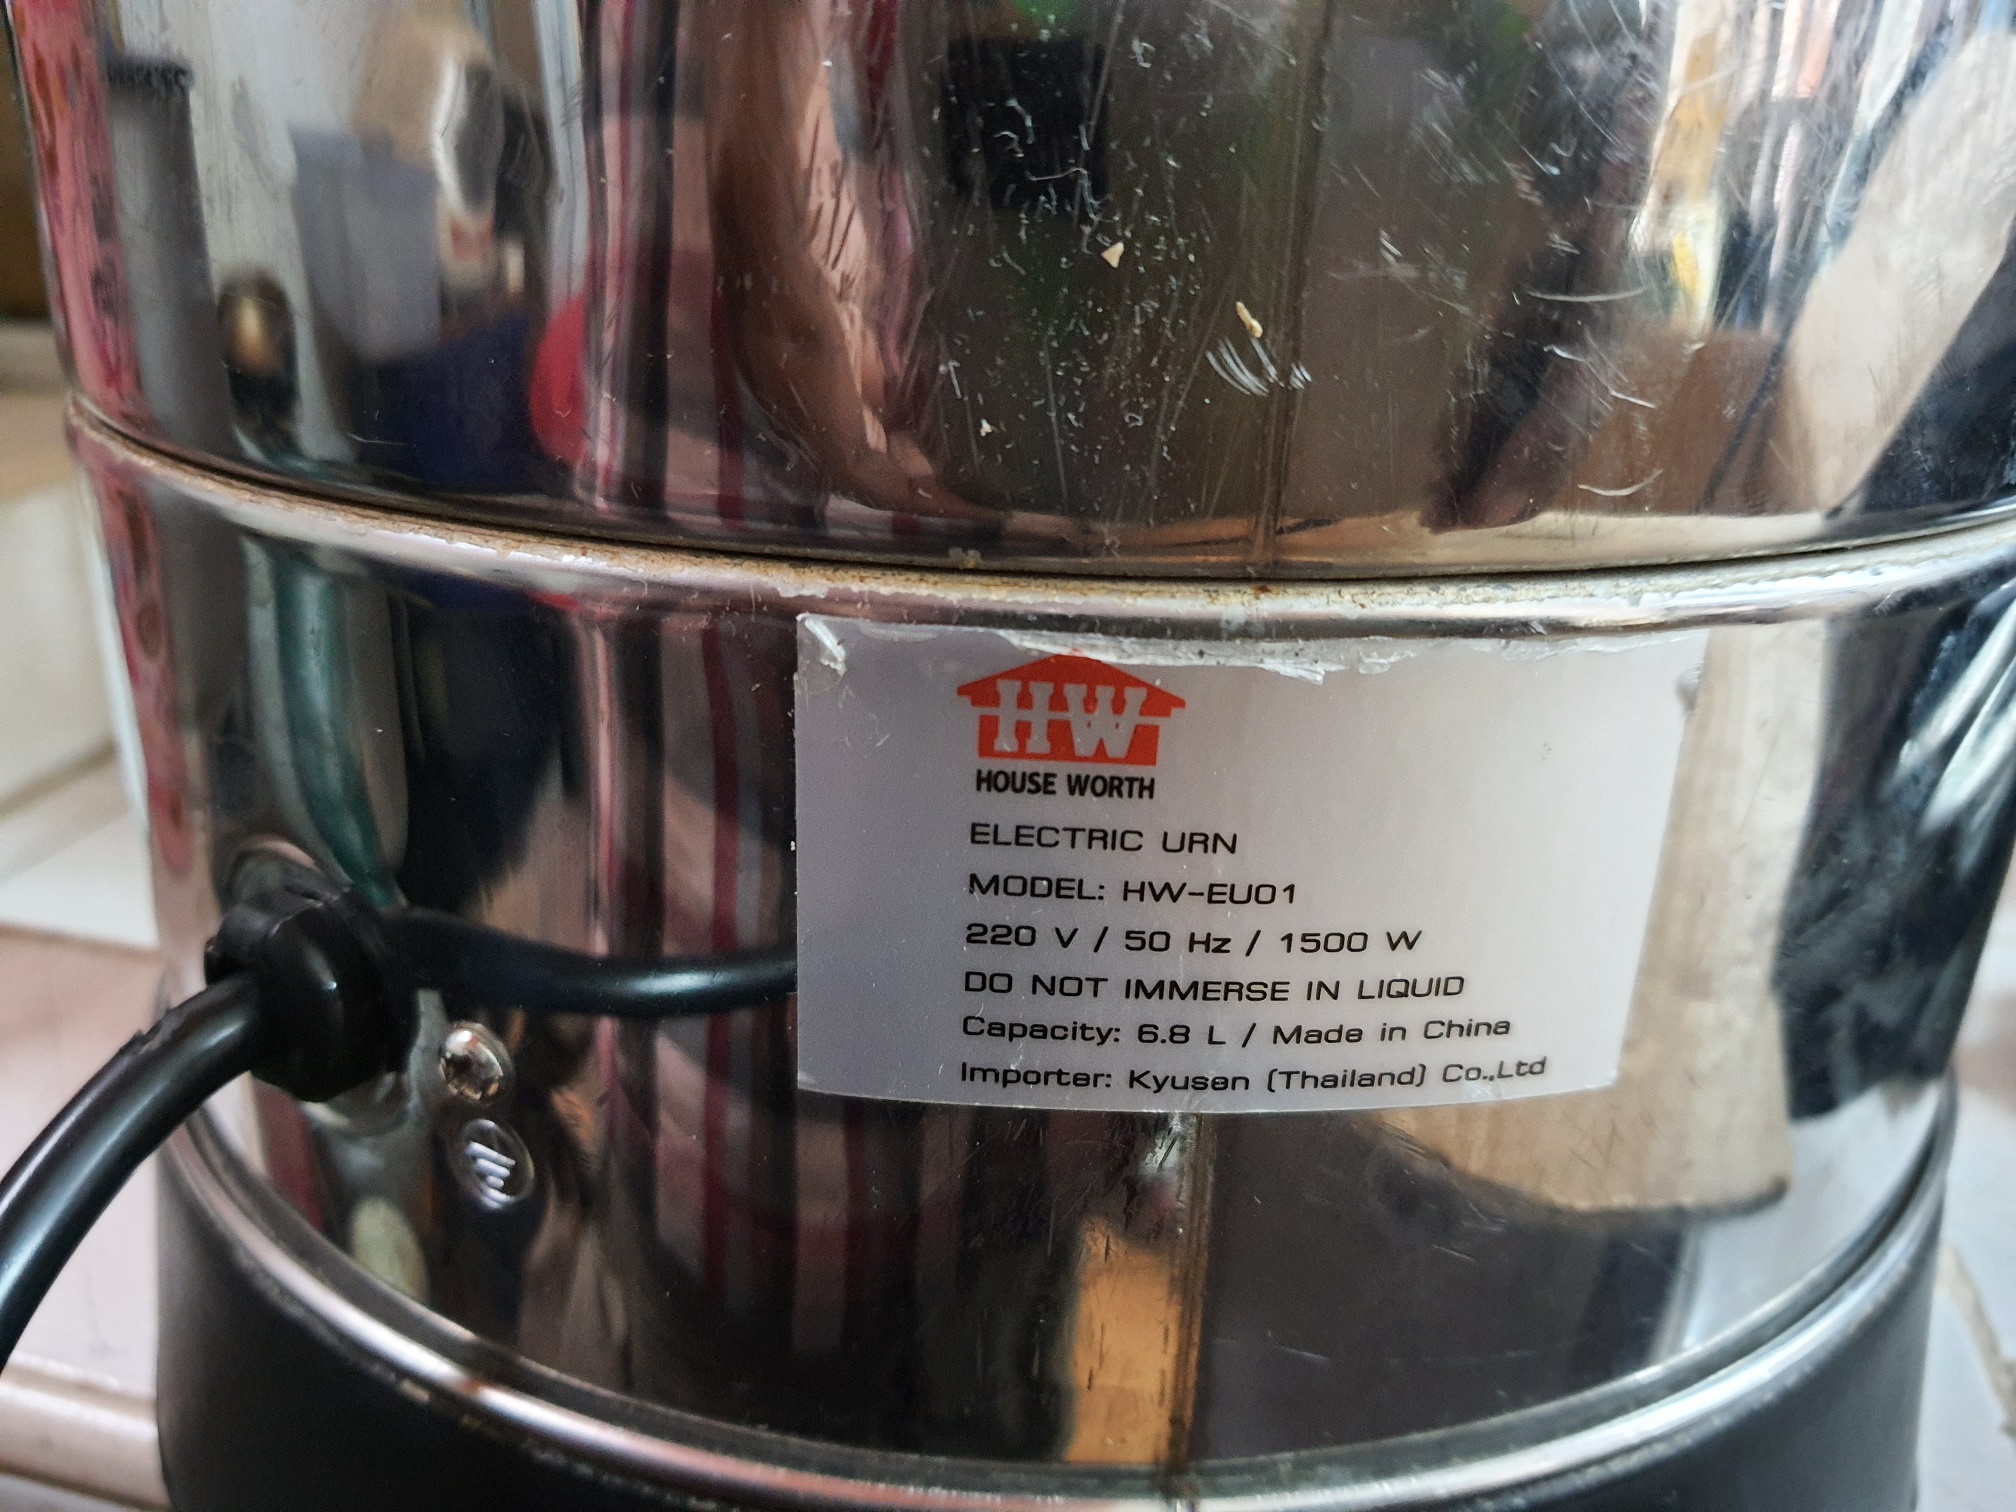 HW
HOUSE WORTH
ELECTRIC URN
MODEL: HW-EU01
220 V / 50 Hz / 1500 W
DO NOT IMMERSE IN LIQUID
Capacity: 6.8 L / Made in China
Importer: Kyusen (Thailand) Co.,Ltd